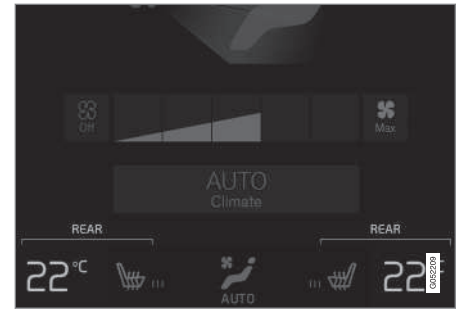 Off
Max
AUTO
Climate
REAR REAR
22°C 22
AUTO
G052209